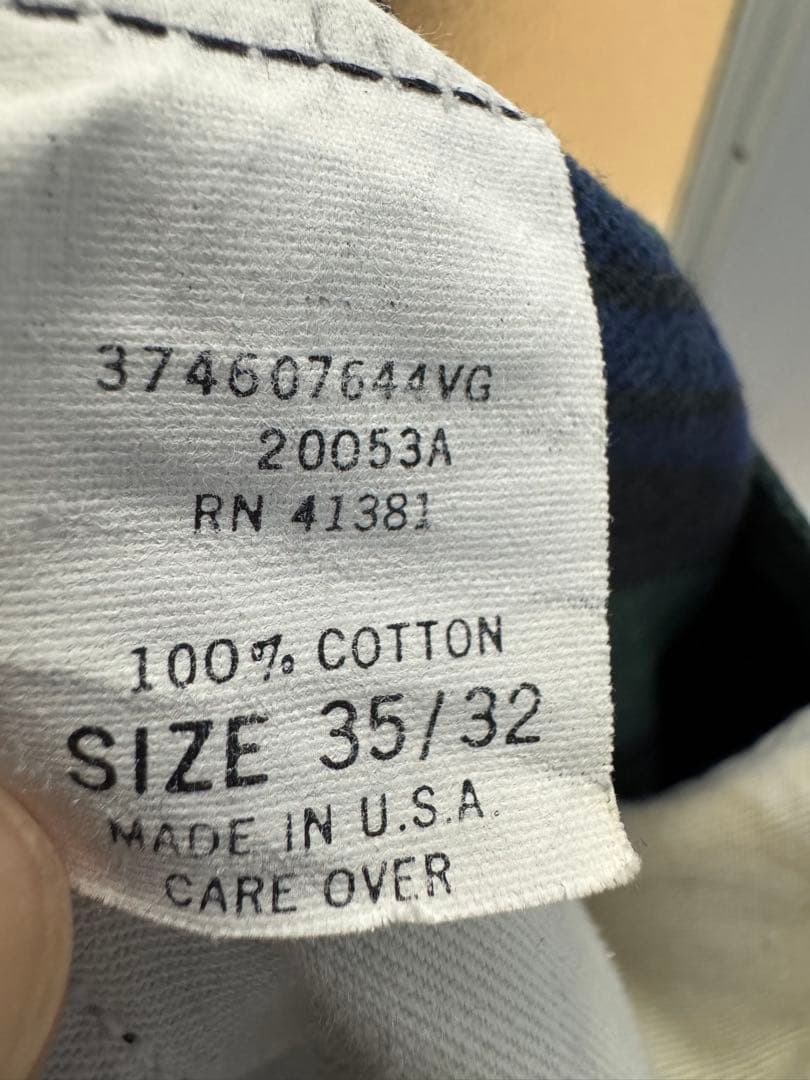 374607644VG
20053A
RN 41381
100% COTTON
SIZE 35/32
MADE IN U.S.A.
CARE OVER